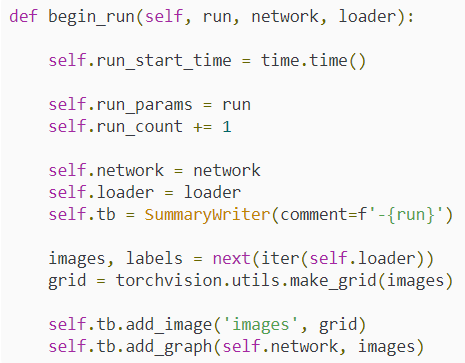 def begin_run(self, run, network, loader):
self.run_start_time = time.time()
self.run_params = run
self.run_count += 1
self.network = network
self.loader = loader
self.tb = SummaryWriter(comment=f'-{run}')
images, labels = next(iter(self.loader))
grid = torchvision.utils.make_grid(images)
self.tb.add_image('images', grid)
self.tb.add_graph(self.network, images)